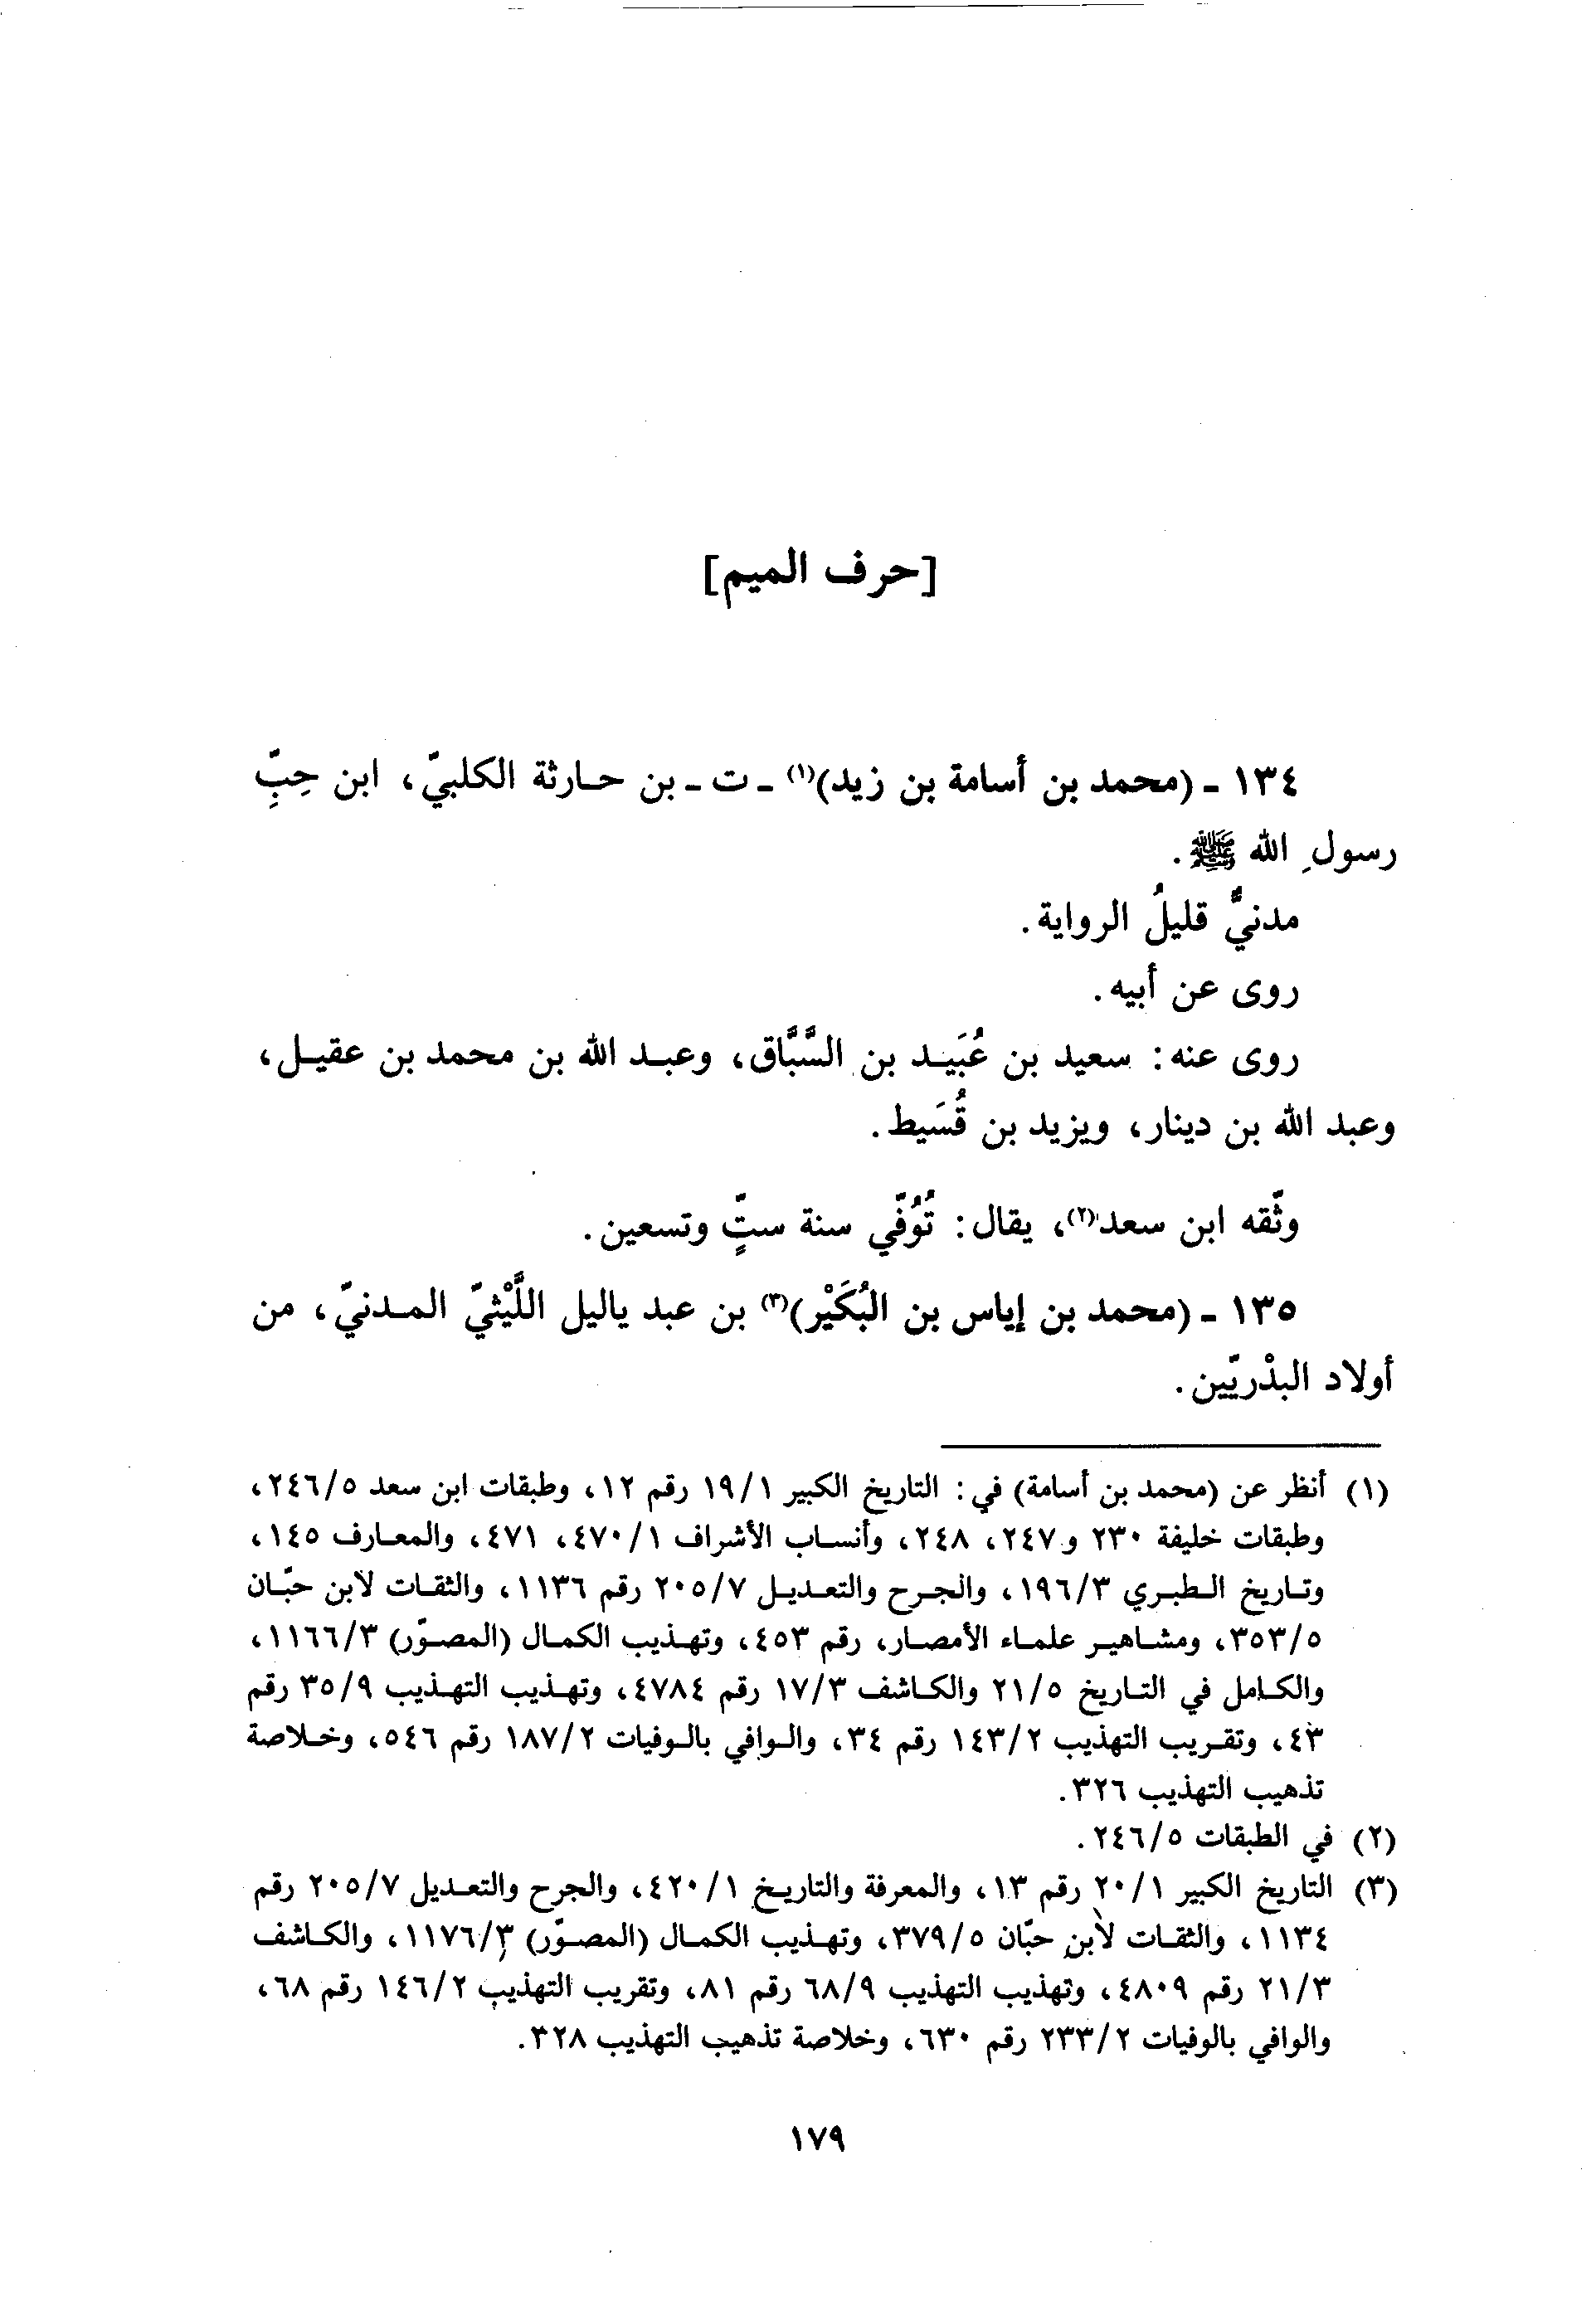 [حرف الميم]
١٣٤ - (محمد بن أسامة بن زيد)(١) - ت - بن حارثة الكلبيّ، ابن حِبِّ
رسولِ الله ﷺ.
مدنيٌّ قليلُ الرواية.
روى عن أبيه.
روى عنه: سعيد بن عُبَيد بن السَّبَّاق، وعبد الله بن محمد بن عقيل،
وعبد الله بن دينار، ويزيد بن قُسَيط.
وثّقه ابن سعد(٢)، يقال: تُوُفّي سنة ستٍّ وتسعين.
١٣٥ - (محمد بن إياس بن البُكَيْر)(٣) بن عبد ياليل اللَّيْثيّ المدنيّ، من
أولاد البدْريّين.
(١) أنظر عن (محمد بن أسامة) في: التاريخ الكبير ١٩/١ رقم ١٢، وطبقات ابن سعد ٢٤٦/٥،
وطبقات خليفة ٢٣٠ و٢٤٧، ٢٤٨، وأنساب الأشراف ٤٧٠/١، ٤٧١، والمعارف ١٤٥،
وتاريخ الطبري ١٩٦/٣، والجرح والتعديل ٢٠٥/٧ رقم ١١٣٦، والثقات لابن حبّان
٣٥٣/٥، ومشاهير علماء الأمصار، رقم ٤٥٣، وتهذيب الكمال (المصوّر) ١١٦٦/٣،
والكامل في التاريخ ٢١/٥ والكاشف ١٧/٣ رقم ٤٧٨٤، وتهذيب التهذيب ٣٥/٩ رقم
٤٣، وتقريب التهذيب ١٤٣/٢ رقم ٣٤، والوافي بالوفيات ١٨٧/٢ رقم ٥٤٦، وخلاصة
تذهيب التهذيب ٣٢٦.
(٢) في الطبقات ٢٤٦/٥.
(٣) التاريخ الكبير ٢٠/١ رقم ١٣، والمعرفة والتاريخ ٤٢٠/١، والجرح والتعديل ٢٠٥/٧ رقم
١١٣٤، والثقات لأبن حبّان ٣٧٩/٥، وتهذيب الكمال (المصوّر) ١١٧٦/٣، والكاشف
٢١/٣ رقم ٤٨٠٩، وتهذيب التهذيب ٦٨/٩ رقم ٨١، وتقريب التهذيب ١٤٦/٢ رقم ٦٨،
والوافي بالوفيات ٢٣٣/٢ رقم ٦٣٠، وخلاصة تذهيب التهذيب ٣٢٨.
١٧٩